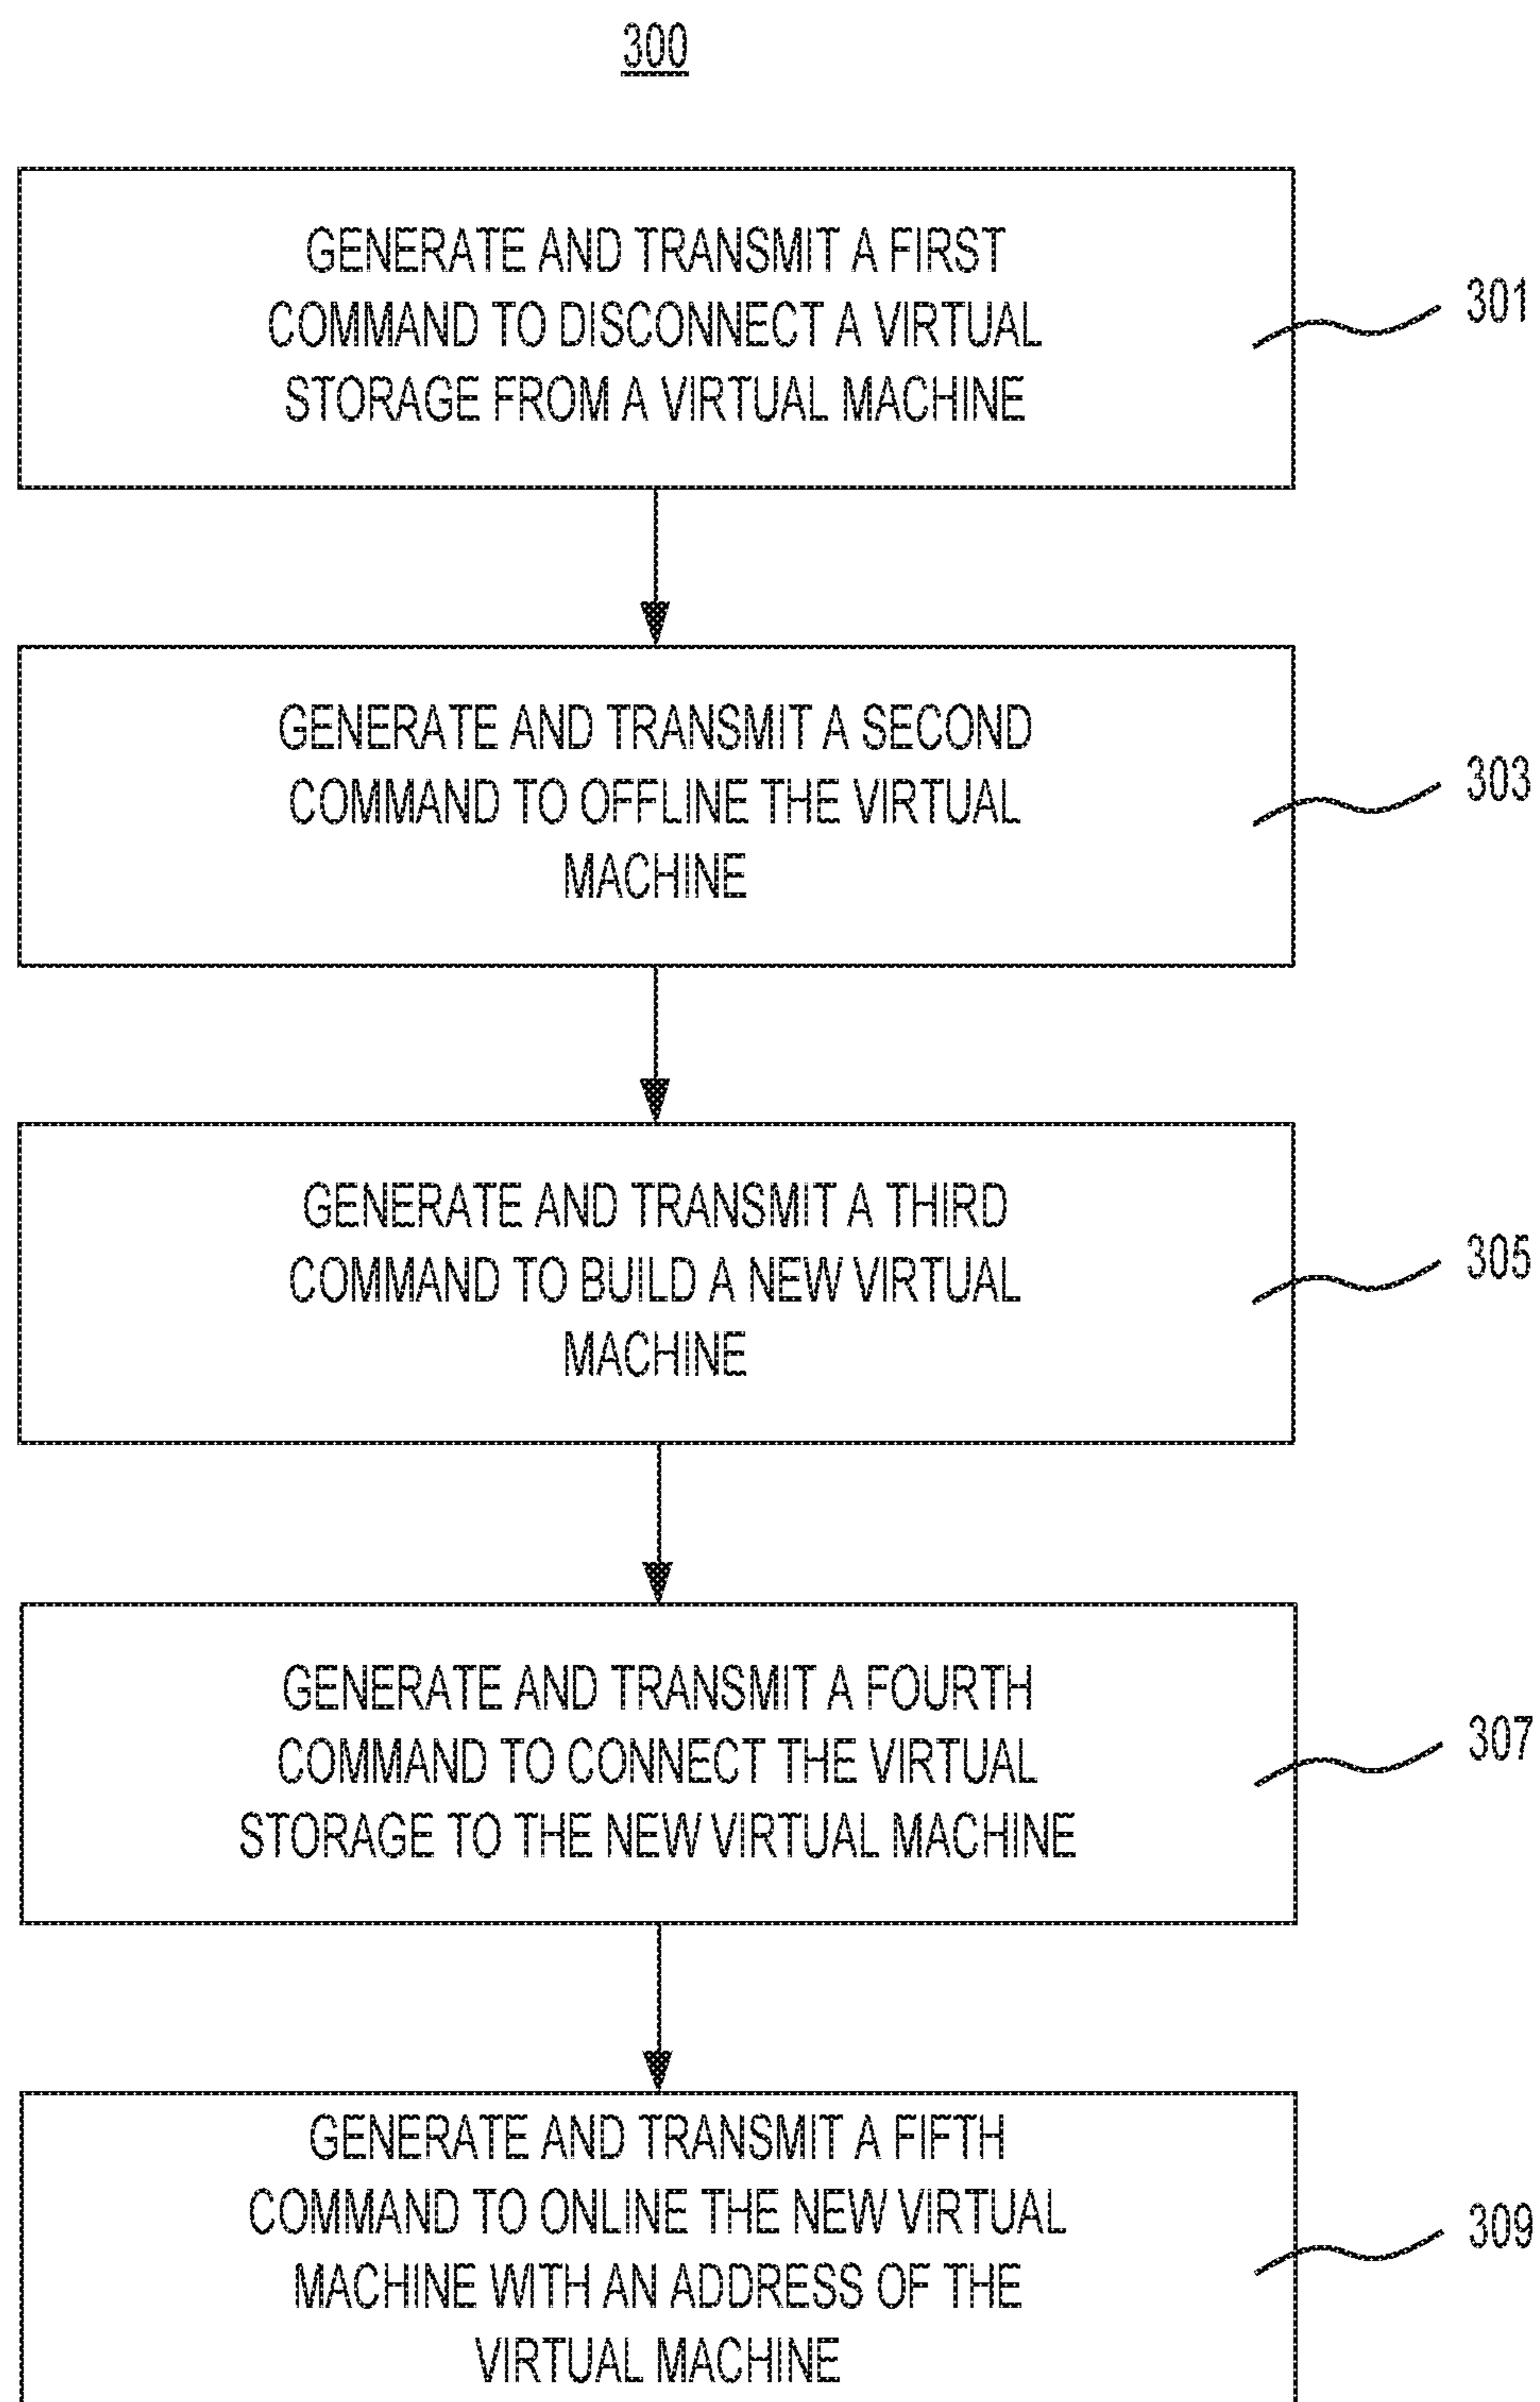 300
GENERATE AND TRANSMIT A FIRST
COMMAND TO DISCONNECT A VIRTUAL
STORAGE FROM A VIRTUAL MACHINE
301
GENERATE AND TRANSMIT A SECOND
COMMAND TO OFFLINE THE VIRTUAL
MACHINE
303
GENERATE AND TRANSMIT A THIRD
COMMAND TO BUILD A NEW VIRTUAL
MACHINE
305
GENERATE AND TRANSMIT A FOURTH
COMMAND TO CONNECT THE VIRTUAL
STORAGE TO THE NEW VIRTUAL MACHINE
307
GENERATE AND TRANSMIT A FIFTH
COMMAND TO ONLINE THE NEW VIRTUAL
MACHINE WITH AN ADDRESS OF THE
VIRTUAL MACHINE
309